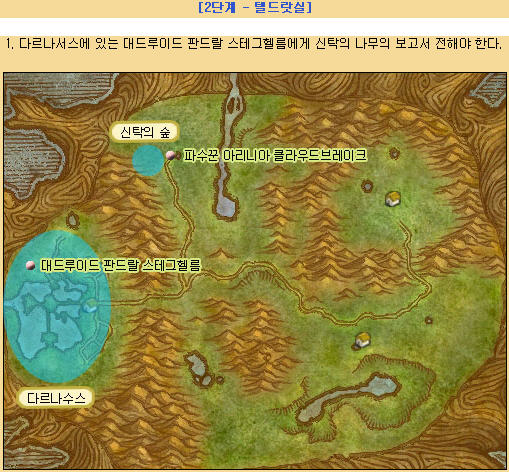 [2단계 - 텔드랏실]
1. 다르나서스에 있는 대드루이드 판드랄 스테그헬름에게 신탁의 나무의 보고서 전해야 한다.
신탁의 숲
파수꾼 아리니아 클라우드브레이크
대드루이드 판드랄 스테그헬름
다르나수스